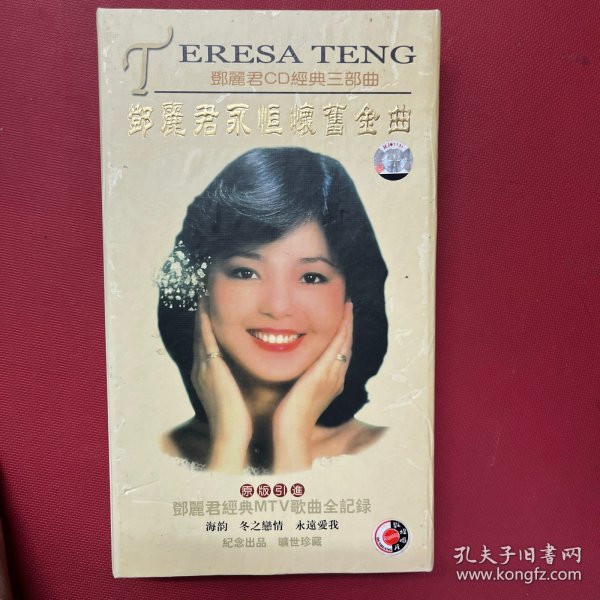 TERESA TENG
鄧麗君CD經典三部曲
鄧麗君永恒懷舊金曲
原版引進
鄧麗君經典MTV歌曲全記録
海韵 冬之戀情 永遠愛我
紀念出品 曠世珍藏
孔夫子旧书网
www.kongfz.com